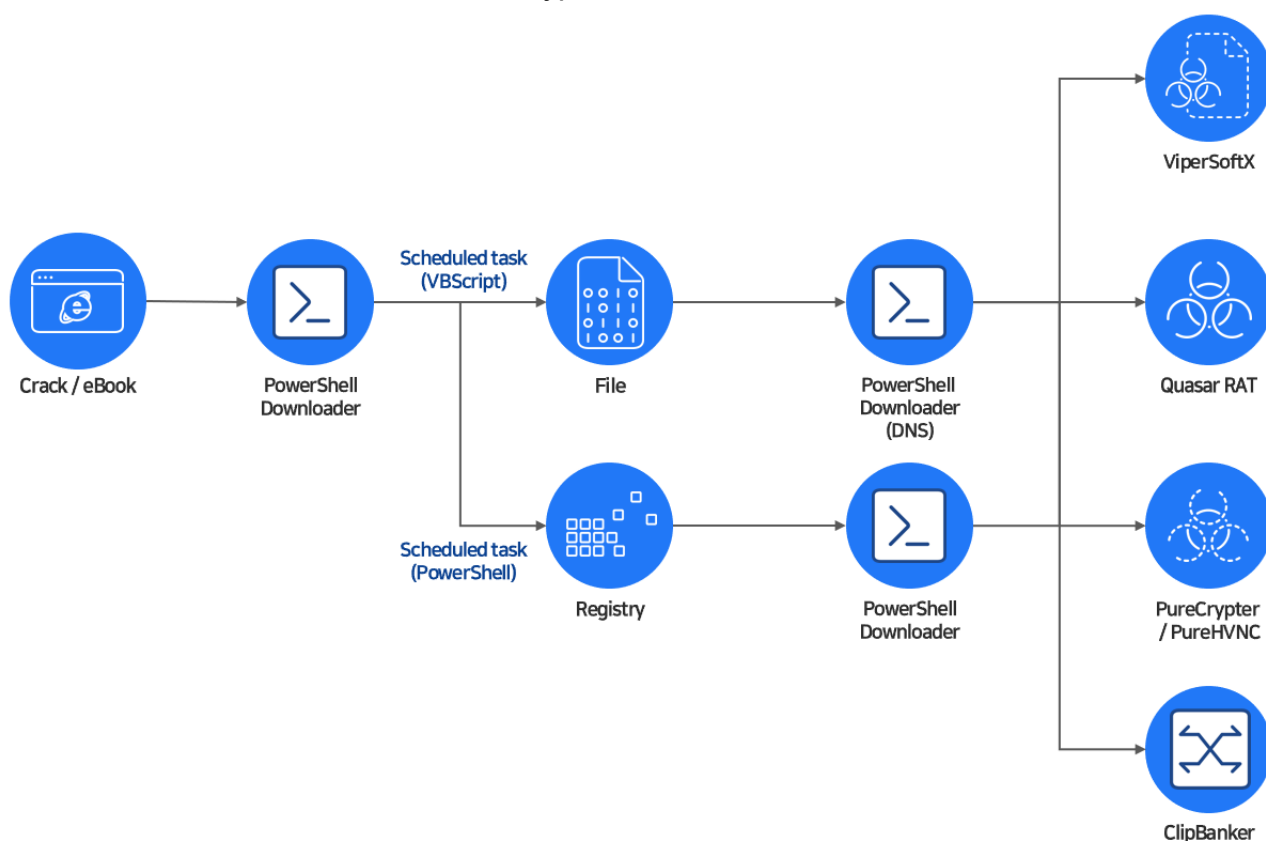 ViperSoftX
Scheduled task
(VBScript)
Crack / eBook
PowerShell
Downloader
File
PowerShell
Downloader
(DNS)
Quasar RAT
Scheduled task
(PowerShell)
Registry
PowerShell
Downloader
PureCrypter
/ PureHVNC
ClipBanker